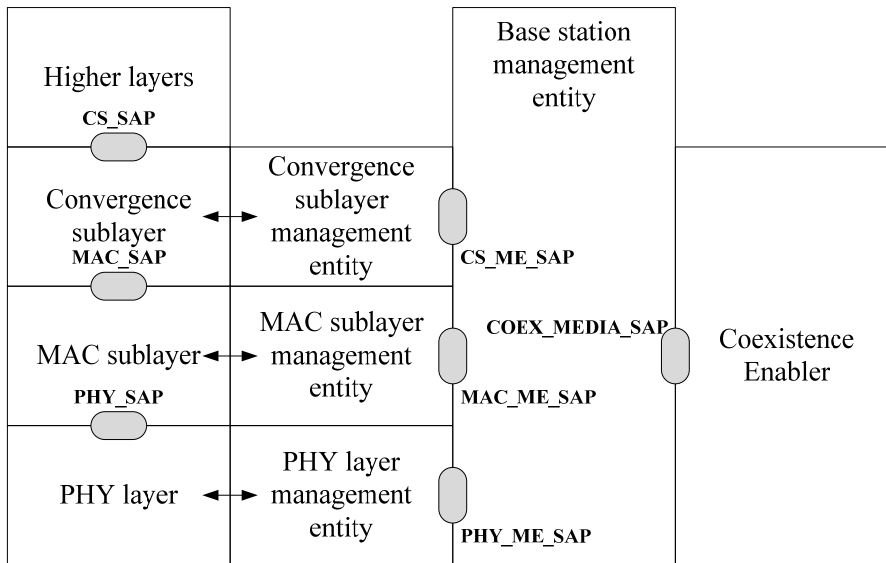 Higher layers
CS_SAP
Convergence
sublayer
MAC_SAP
MAC sublayer
PHY_SAP
PHY layer
Convergence
sublayer
management
entity
MAC sublayer
management
entity
PHY layer
management
entity
Base station
management
entity
CS_ME_SAP
COEX_MEDIA_SAP
MAC_ME_SAP
PHY_ME_SAP
Coexistence
Enabler